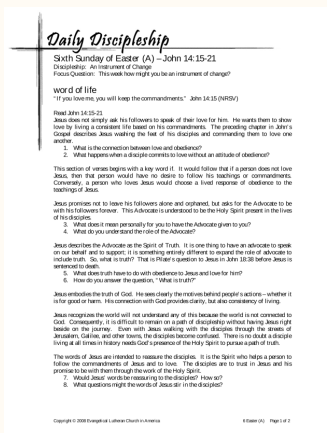 Daily Discipleship
Sixth Sunday of Easter (A) – John 14:15-21
Discipleship: An Instrument of Change
Focus Question: This week how might you be an instrument of change?
word of life
"If you love me, you will keep the commandments." John 14:15 (NRSV)
Read John 14:15-21
Jesus does not simply ask his followers to speak of their love for him. He wants them to show
love by living a consistent life based on his commandments. The preceding chapter in John's
Gospel describes Jesus washing the feet of his disciples and commanding them to love one
another.
1. What is the connection between love and obedience?
2. What happens when a disciple commits to love without an attitude of obedience?
This section of verses begins with a key word if. It would follow that if a person does not love
Jesus, then that person would have no desire to follow his teachings or commandments.
Conversely, a person who loves Jesus would choose a lived response of obedience to the
teachings of Jesus.
Jesus promises not to leave his followers alone and orphaned, but asks for the Advocate to be
with his followers forever. This Advocate is understood to be the Holy Spirit present in the lives
of his disciples.
3. What does it mean personally for you to have the Advocate given to you?
4. What do you understand the role of the Advocate?
Jesus describes the Advocate as the Spirit of Truth. It is one thing to have an advocate to speak
on our behalf and to support; it is something entirely different to expand the role of advocate to
include truth. So, what is truth? That is Pilate's question to Jesus in John 18:38 before Jesus is
sentenced to death.
5. What does truth have to do with obedience to Jesus and love for him?
6. How do you answer the question, "What is truth?"
Jesus embodies the truth of God. He sees clearly the motives behind people's actions – whether it
is for good or harm. His connection with God provides clarity, but also consistency of living.
Jesus recognizes the world will not understand any of this because the world is not connected to
God. Consequently, it is difficult to remain on a path of discipleship without having Jesus right
beside on the journey. Even with Jesus walking with the disciples through the streets of
Jerusalem, Galilee, and other towns, the disciples become confused. There is no doubt a disciple
living at all times in history needs God's presence of the Holy Spirit to pursue a path of truth.
The words of Jesus are intended to reassure the disciples. It is the Spirit who helps a person to
follow the commandments of Jesus and to love. The disciples are to trust in Jesus and his
promise to be with them through the work of the Holy Spirit.
7. Would Jesus' words be reassuring to the disciples? How so?
8. What questions might the words of Jesus stir in the disciples?
Copyright © 2008 Evangelical Lutheran Church in America
6 Easter (A) Page 1 of 2